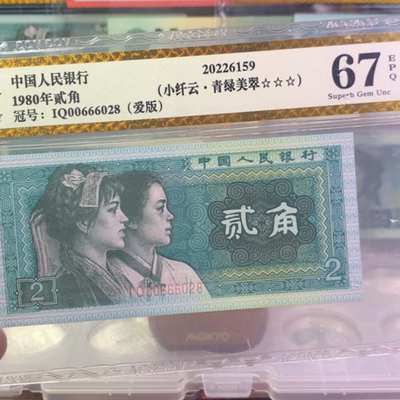 中国人民银行
1980年贰角
冠号：IQ00666028（爱版）
20226159
（小纤云·青绿美翠☆☆☆）
67
EPQ
Superb Gem Unc
中国人民银行
贰角
2
2
IQ00666028